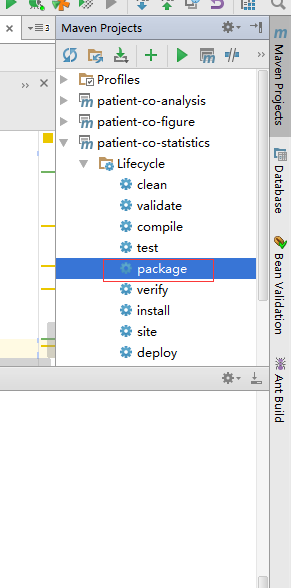 Maven Projects
Profiles
patient-co-analysis
patient-co-figure
patient-co-statistics
Lifecycle
clean
validate
compile
test
package
verify
install
site
deploy
Maven Projects
Database
Bean Validation
Ant Build